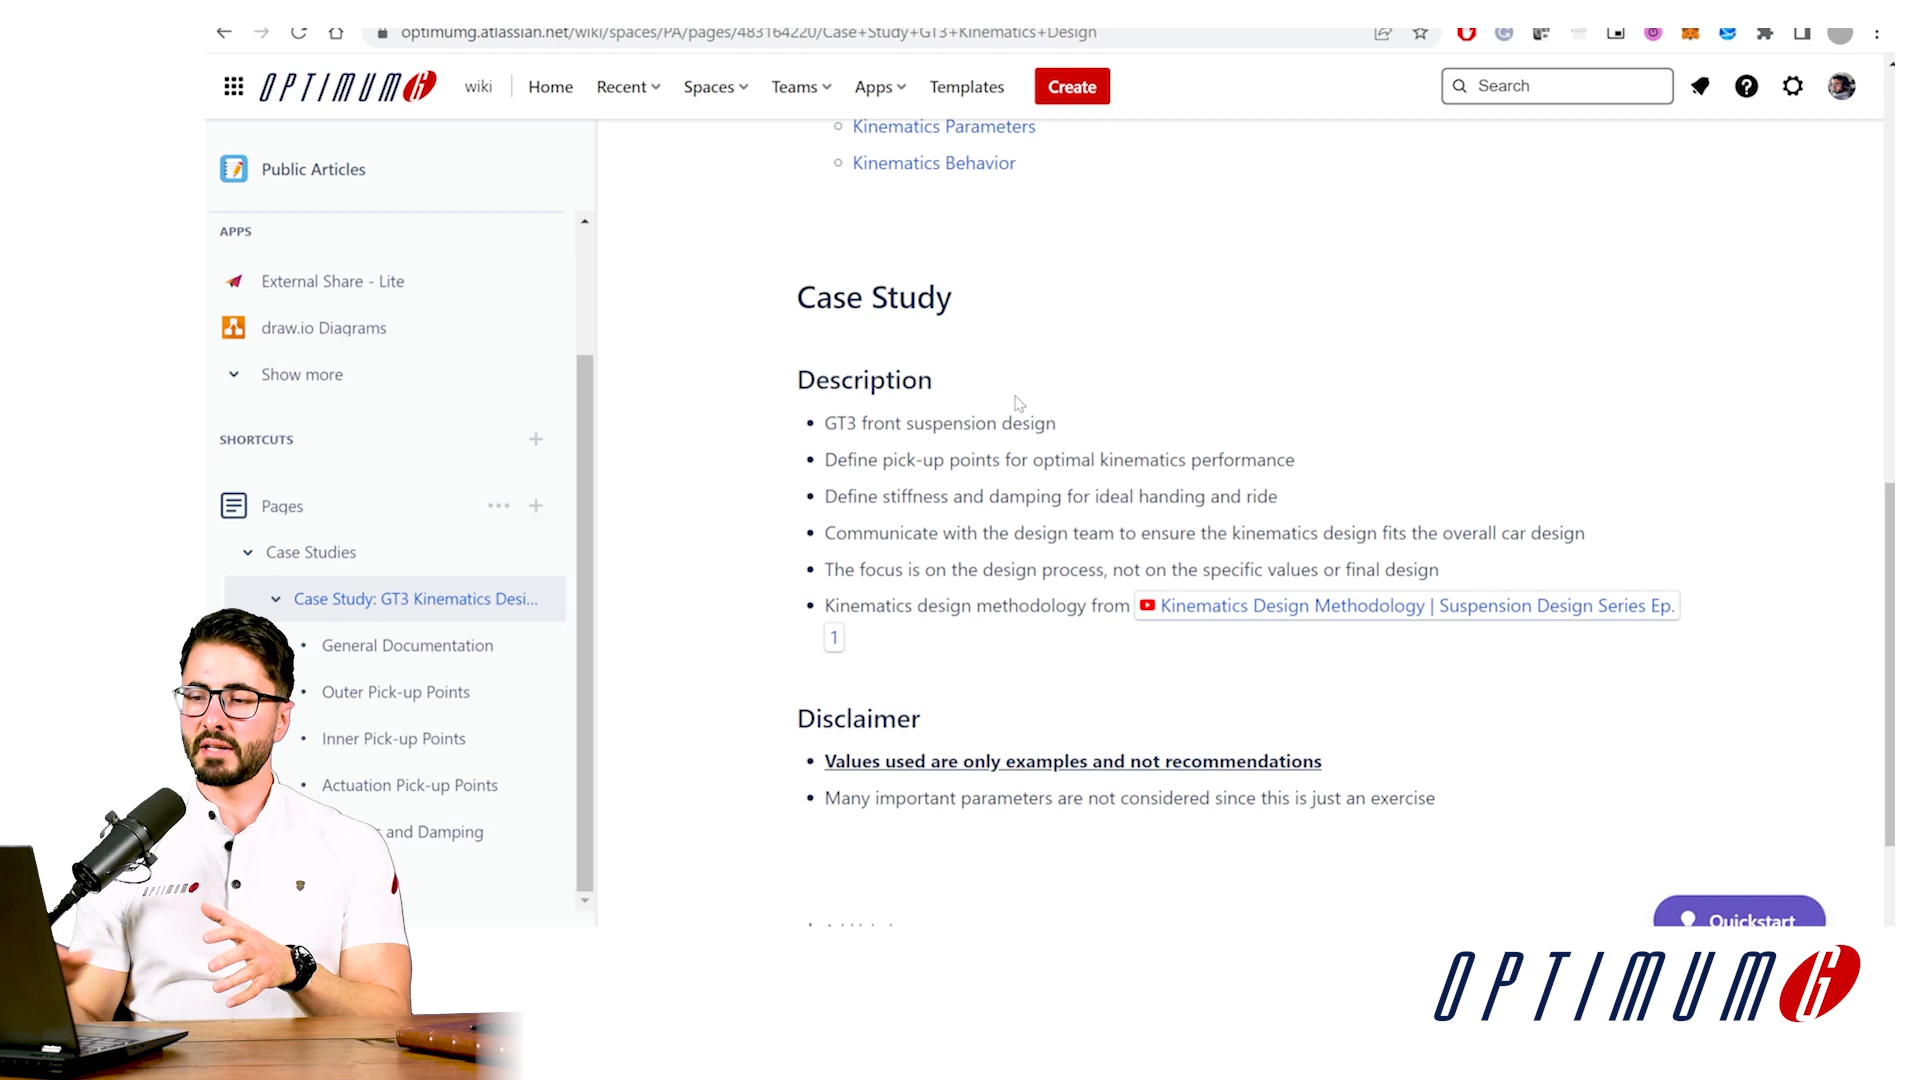 optimumg.atlassian.net/wiki/spaces/PA/pages/483164220/Case+Study+GT3+Kinematics+Design
OPTIMUMG wiki Home Recent Spaces Teams Apps Templates Create Search
Kinematics Parameters
Kinematics Behavior
Public Articles
APPS
External Share - Lite
draw.io Diagrams
Show more
SHORTCUTS
Pages
Case Studies
Case Study: GT3 Kinematics Desi...
General Documentation
Outer Pick-up Points
Inner Pick-up Points
Actuation Pick-up Points
and Damping
Case Study
Description
GT3 front suspension design
Define pick-up points for optimal kinematics performance
Define stiffness and damping for ideal handing and ride
Communicate with the design team to ensure the kinematics design fits the overall car design
The focus is on the design process, not on the specific values or final design
Kinematics design methodology from Kinematics Design Methodology | Suspension Design Series Ep.
1
Disclaimer
Values used are only examples and not recommendations
Many important parameters are not considered since this is just an exercise
Quickstart
OPTIMUMG
OPTIMUMG